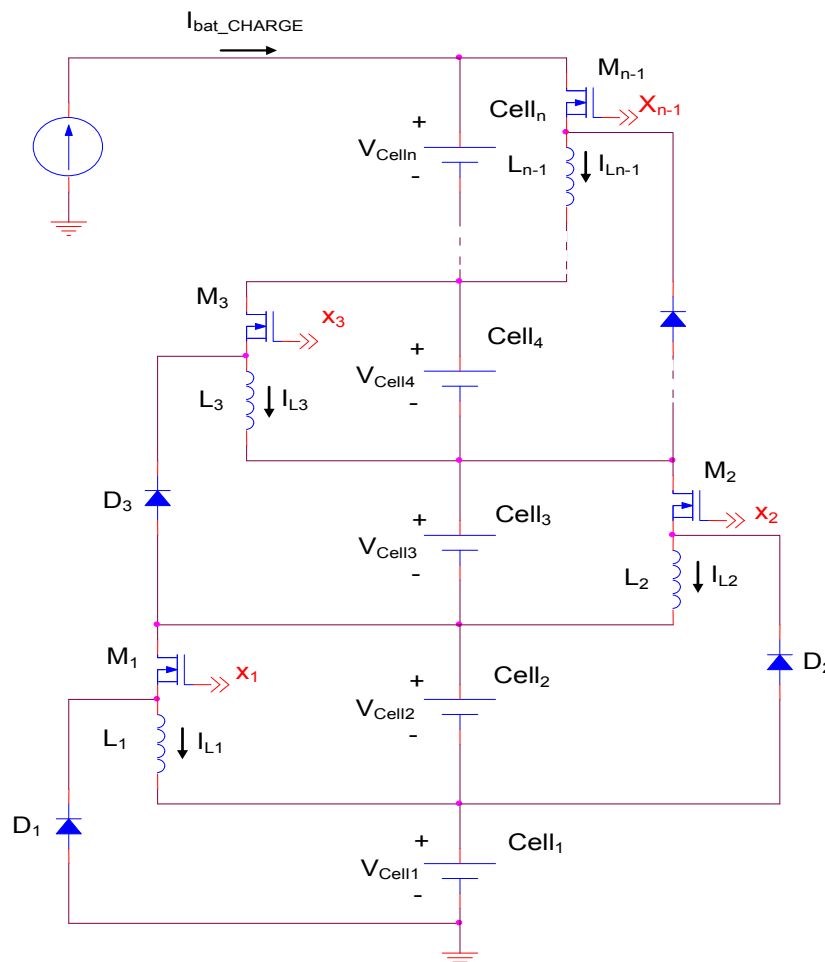 I_bat_CHARGE
M_n-1
X_n-1
Cell_n
+
V_Celln
-
L_n-1
I_Ln-1
M_3
x_3
+
Cell_4
V_Cell4
-
L_3
I_L3
M_2
x_2
D_3
+
Cell_3
V_Cell3
-
L_2
I_L2
M_1
x_1
+
Cell_2
V_Cell2
-
D_2
L_1
I_L1
D_1
+
Cell_1
V_Cell1
-